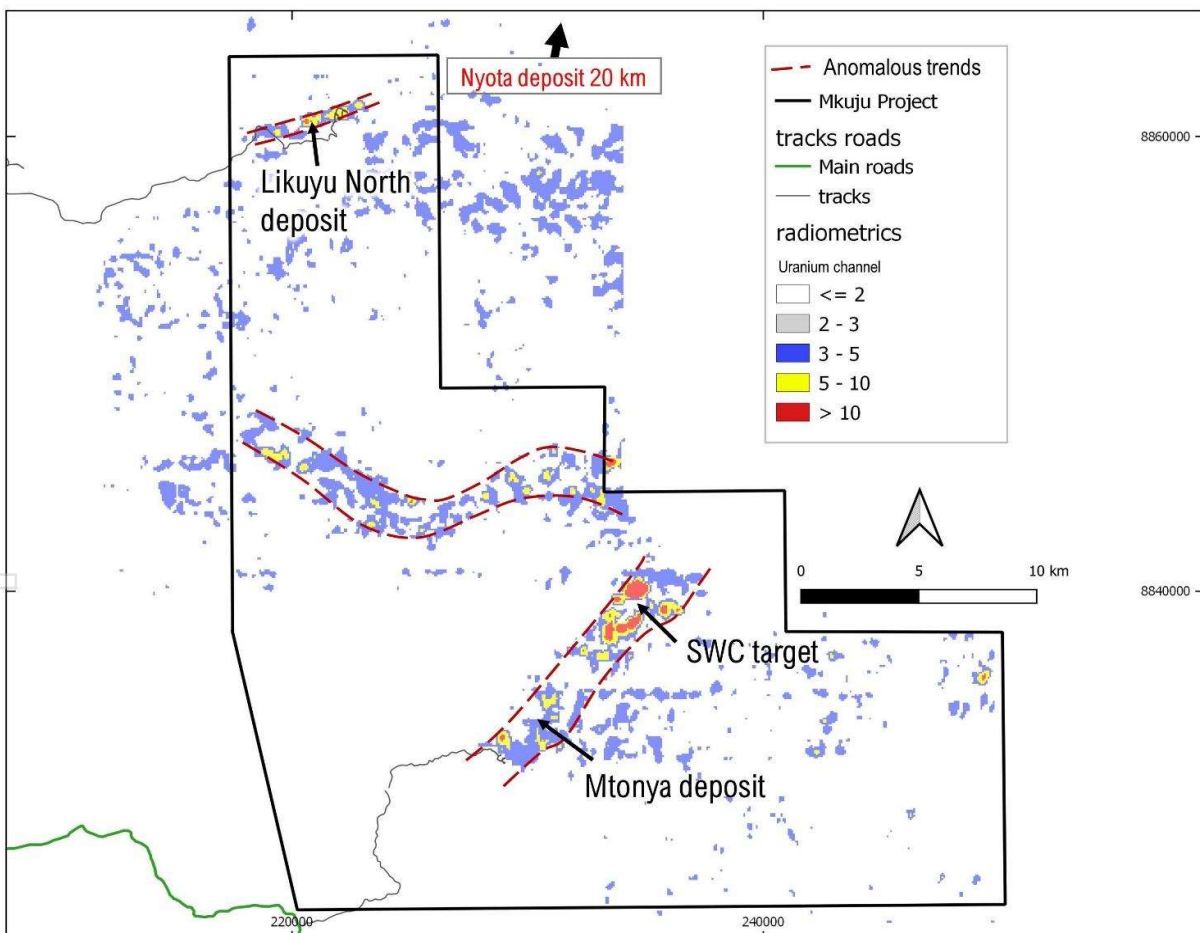 Nyota deposit 20 km
Anomalous trends
Mkuju Project
tracks roads
Main roads
tracks
radiometrics
Uranium channel
<= 2
2 - 3
3 - 5
5 - 10
> 10
8860000
Likuyu North
deposit
0 5 10 km
8840000
SWC target
Mtonya deposit
220000
240000